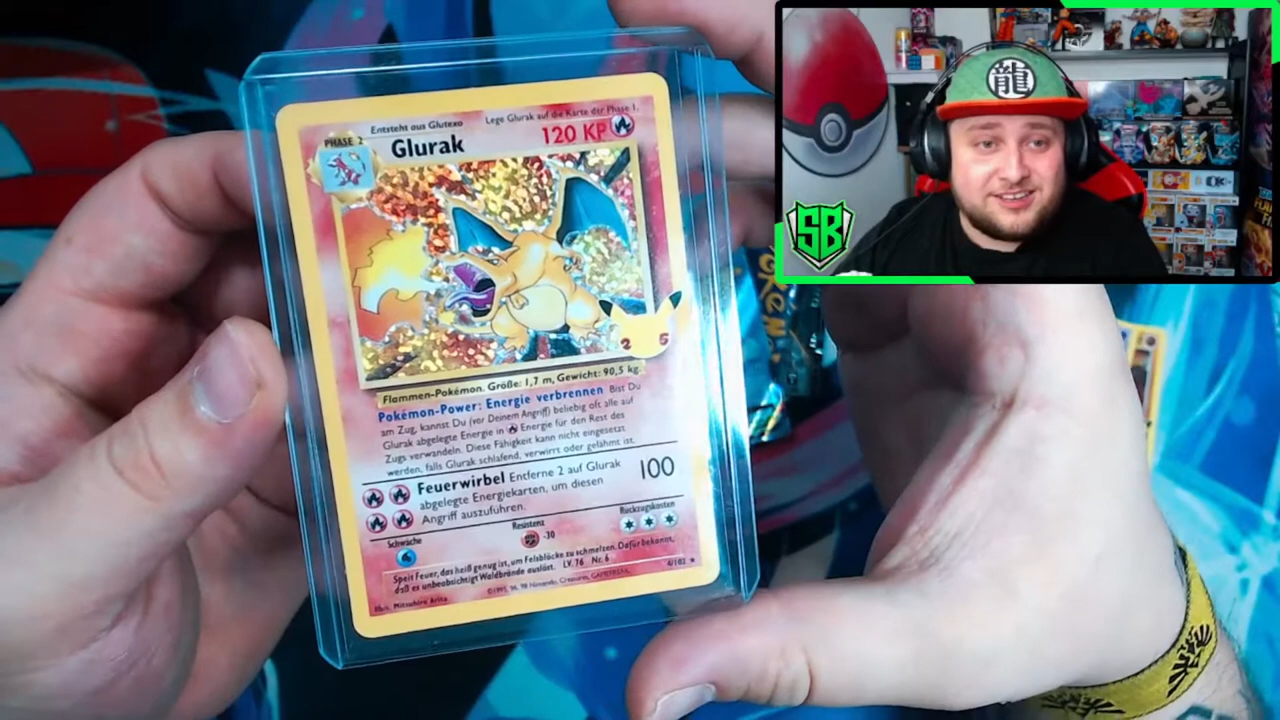 Entsteht aus Glutexo
Lege Glurak auf die Karte der Phase 1.
PHASE 2
Glurak
120 KP
2 5
Flammen-Pokémon. Größe: 1,7 m, Gewicht: 90,5 kg.
Pokémon-Power: Energie verbrennen Bist Du
am Zug, kannst Du (vor Deinem Angriff) beliebig oft alle auf
Glurak abgelegte Energie in Energie für den Rest des
Zugs verwandeln. Diese Fähigkeit kann nicht eingesetzt
werden, falls Glurak schlafend, verwirrt oder gelähmt ist.
Feuerwirbel Entferne 2 auf Glurak
abgelegte Energiekarten, um diesen
Angriff auszuführen.
100
Schwäche
Resistenz
-30
Rückzugskosten
Speit Feuer, das heiß genug ist, um Felsblöcke zu schmelzen. Dafür bekannt,
daß es unbeabsichtigt Waldbrände auslöst. LV. 76 Nr. 6
4/102
Illus. Mitsuhiro Arita
©1995, 96, 98 Nintendo, Creatures, GAMEFREAK.
龍
SB